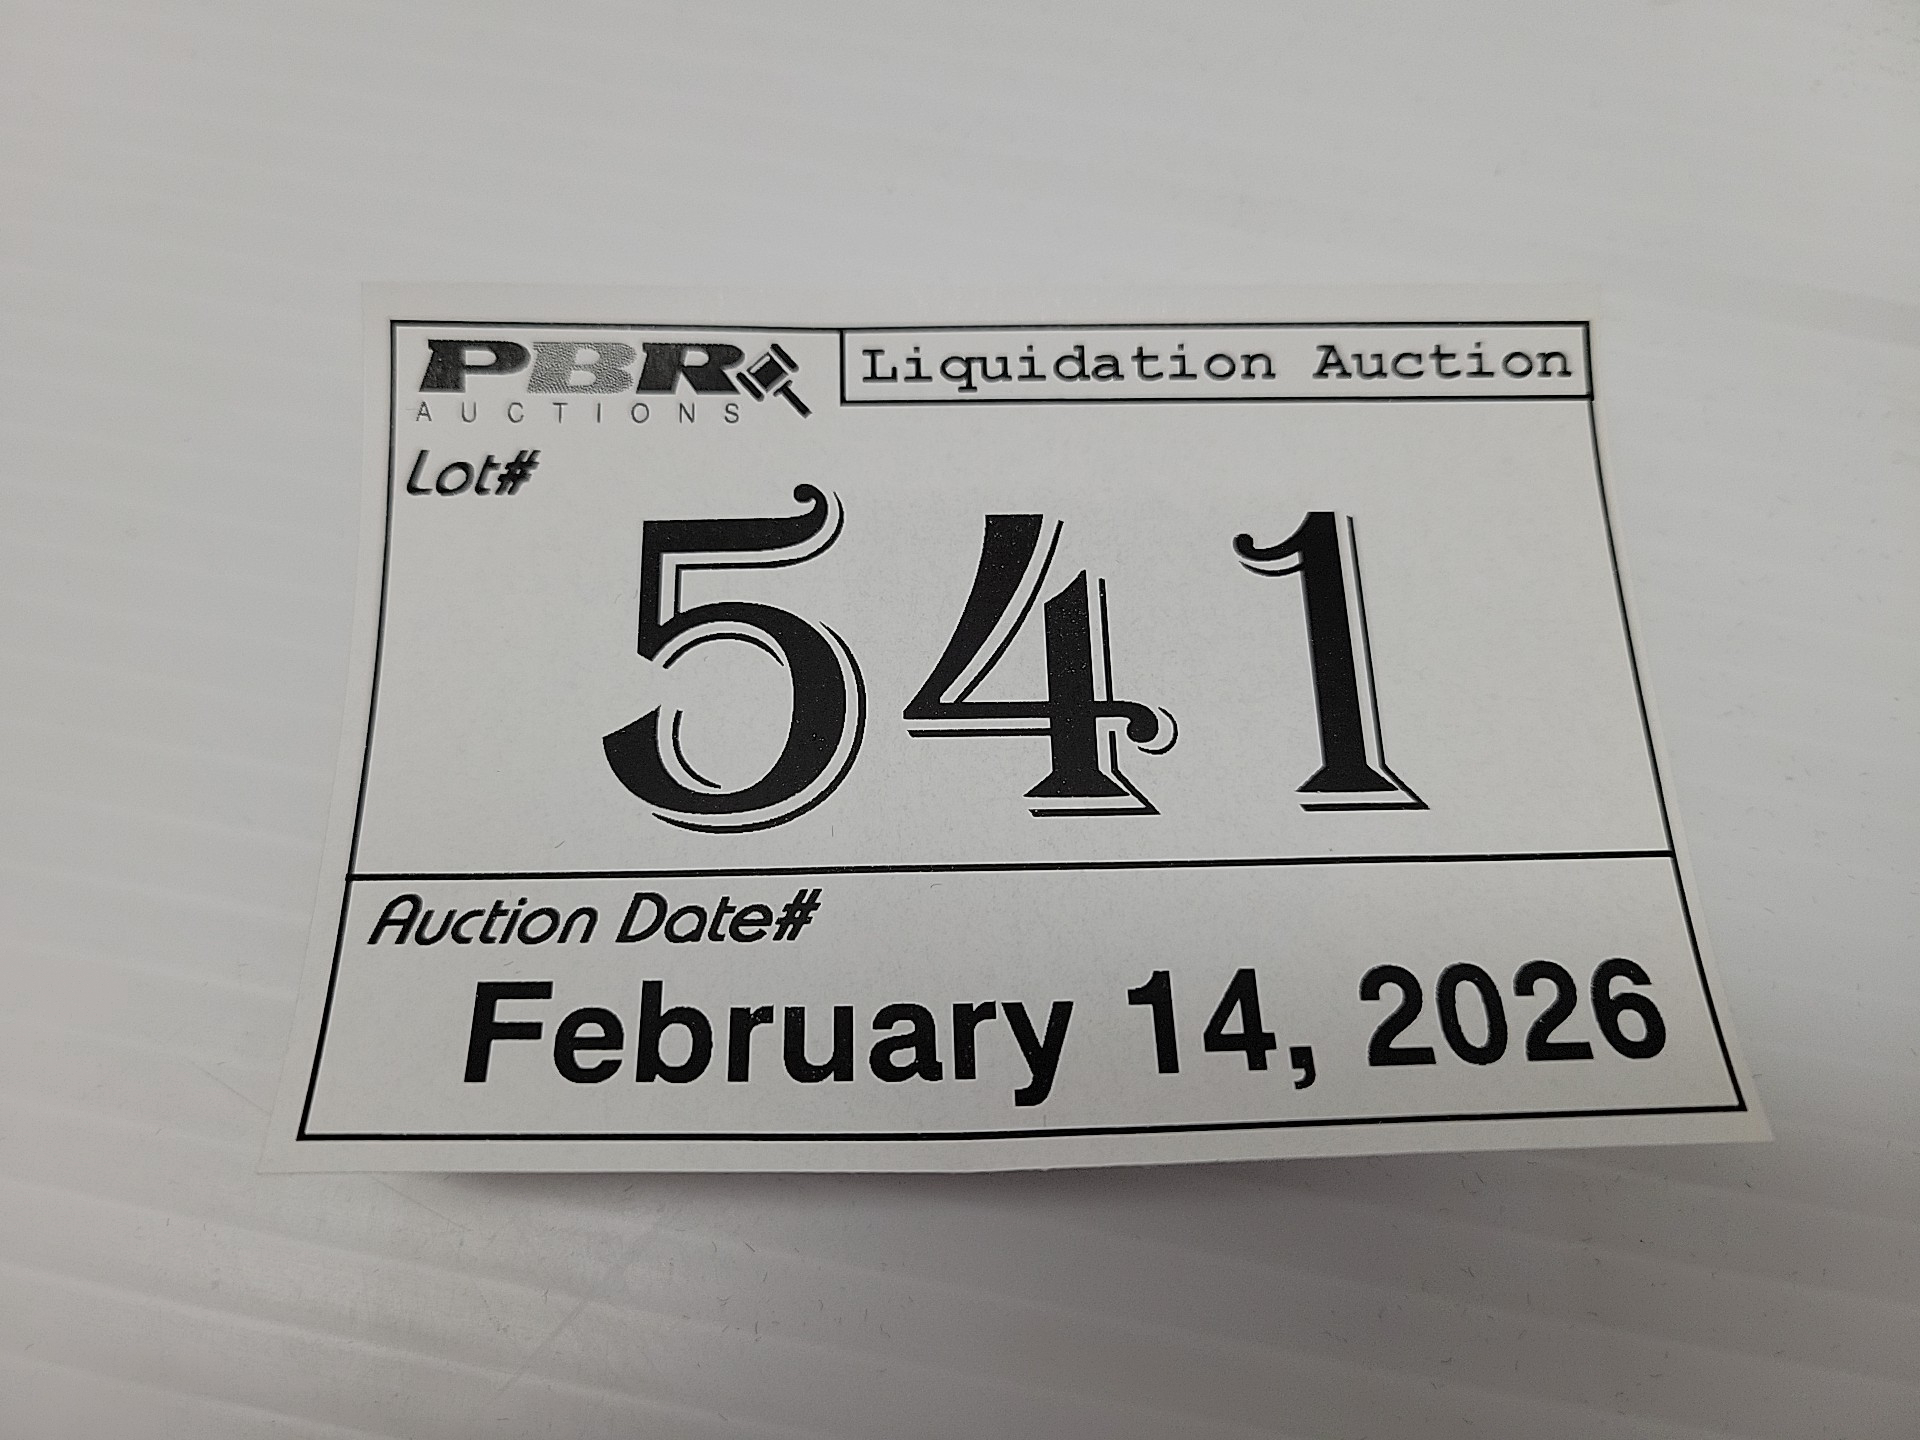 PBR
AUCTIONS
Liquidation Auction
Lot#
541
Auction Date#
February 14, 2026